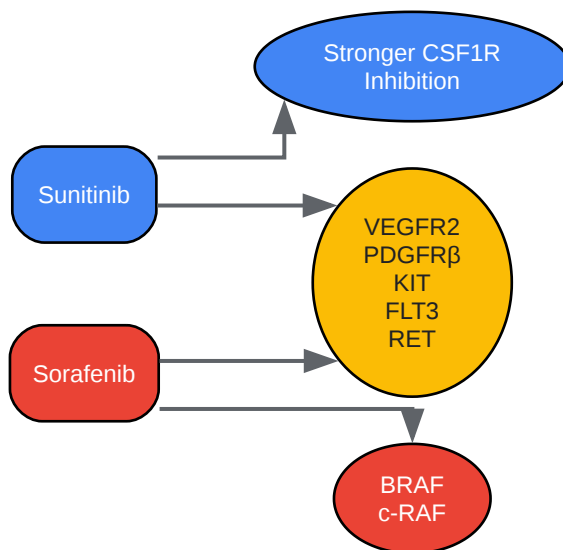 Stronger CSF1R
Inhibition
Sunitinib
VEGFR2
PDGFRβ
KIT
FLT3
RET
Sorafenib
BRAF
c-RAF